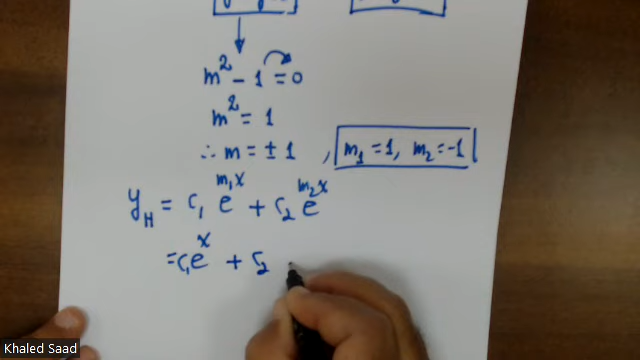 m² - 1 = 0
m² = 1
∴ m = ± 1 , m₁ = 1, m₂ = -1
y_H = c₁ e^{m₁x} + c₂ e^{m₂x}
= c₁e^x + c₂
Khaled Saad